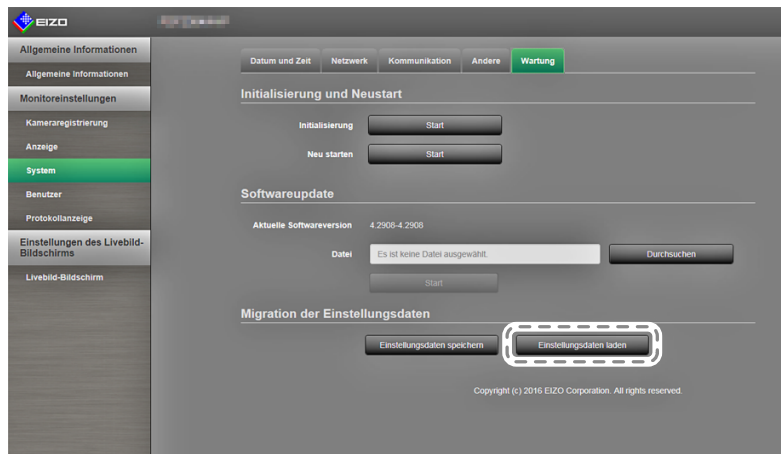 EIZO
Allgemeine Informationen
Allgemeine Informationen
Monitoreinstellungen
Kameraregistrierung
Anzeige
System
Benutzer
Protokollanzeige
Einstellungen des Livebild-
Bildschirms
Livebild-Bildschirm
Datum und Zeit Netzwerk Kommunikation Andere Wartung
Initialisierung und Neustart
Initialisierung Start
Neu starten Start
Softwareupdate
Aktuelle Softwareversion 4.2908-4.2908
Datei Es ist keine Datei ausgewählt. Durchsuchen
Start
Migration der Einstellungsdaten
Einstellungsdaten speichern Einstellungsdaten laden
Copyright (c) 2016 EIZO Corporation. All rights reserved.